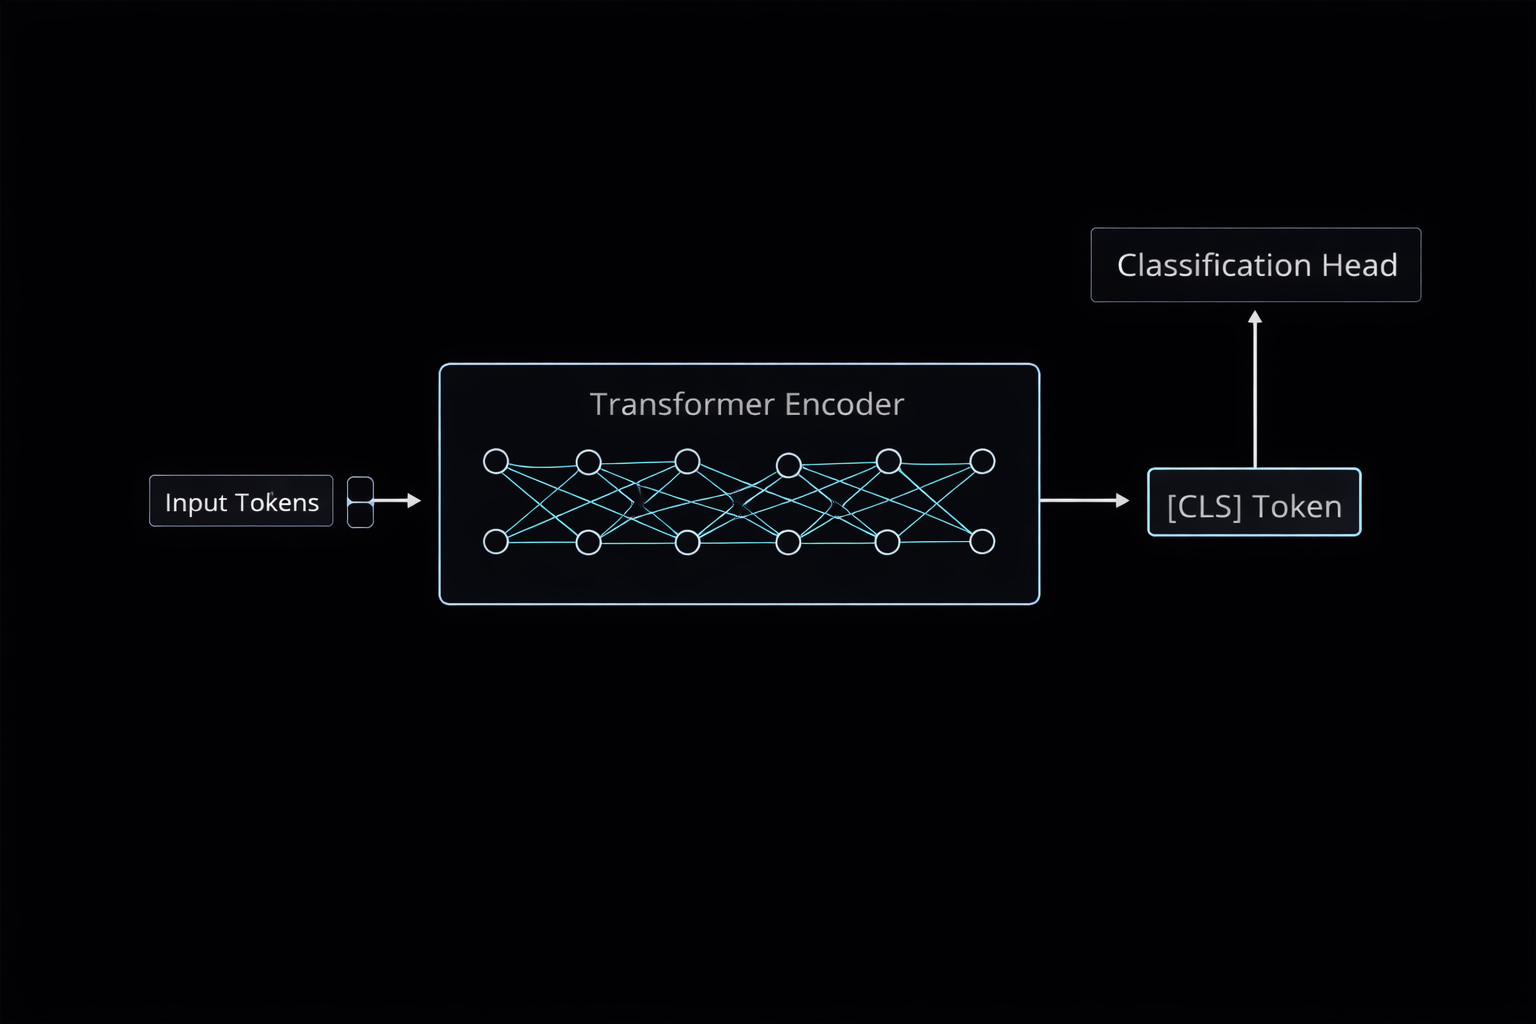 Input Tokens
Transformer Encoder
[CLS] Token
Classification Head